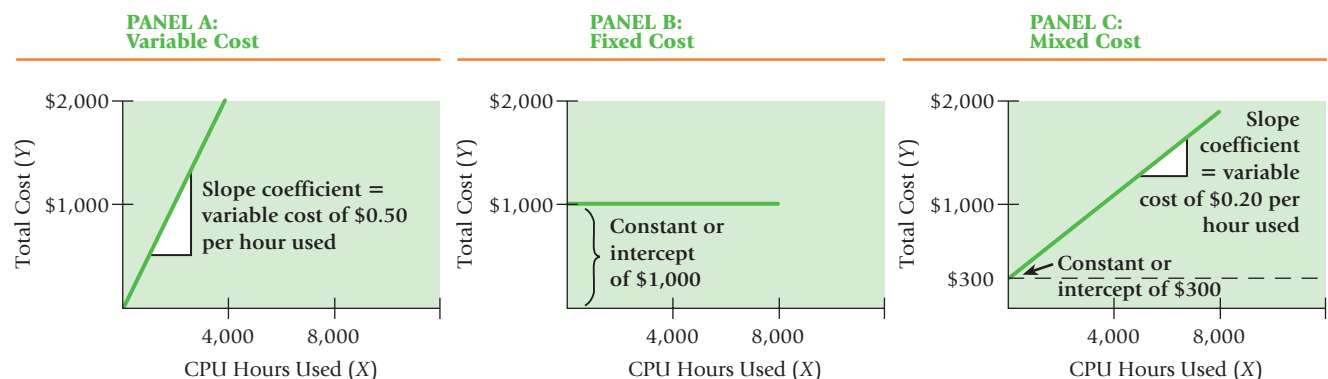 PANEL A:
Variable Cost
$2,000
$1,000
Total Cost (Y)
Slope coefficient =
variable cost of $0.50
per hour used
4,000
8,000
CPU Hours Used (X)
PANEL B:
Fixed Cost
$2,000
$1,000
Total Cost (Y)
Constant or
intercept
of $1,000
4,000
8,000
CPU Hours Used (X)
PANEL C:
Mixed Cost
$2,000
$1,000
$300
Total Cost (Y)
Slope
coefficient
= variable
cost of $0.20 per
hour used
Constant or
intercept of $300
4,000
8,000
CPU Hours Used (X)